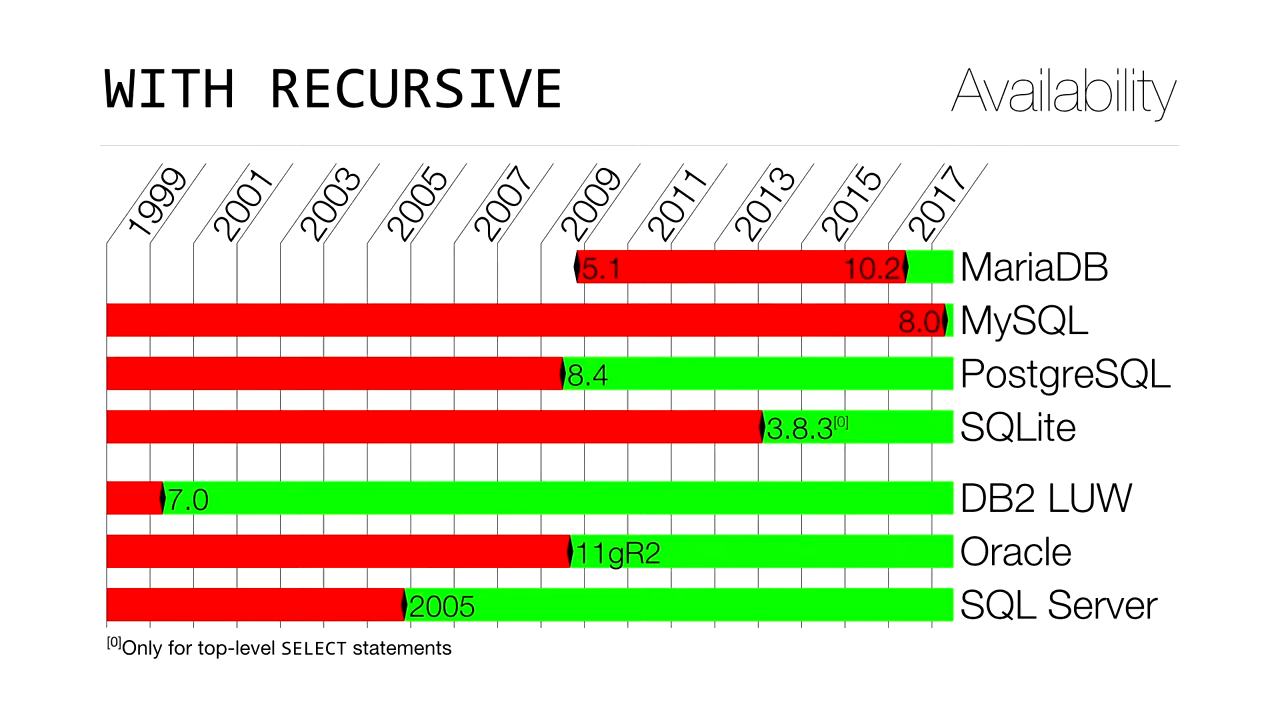 WITH RECURSIVE Availability
1999 2001 2003 2005 2007 2009 2011 2013 2015 2017
5.1 10.2 MariaDB
8.0 MySQL
8.4 PostgreSQL
3.8.3[0] SQLite
7.0 DB2 LUW
11gR2 Oracle
2005 SQL Server
[0]Only for top-level SELECT statements